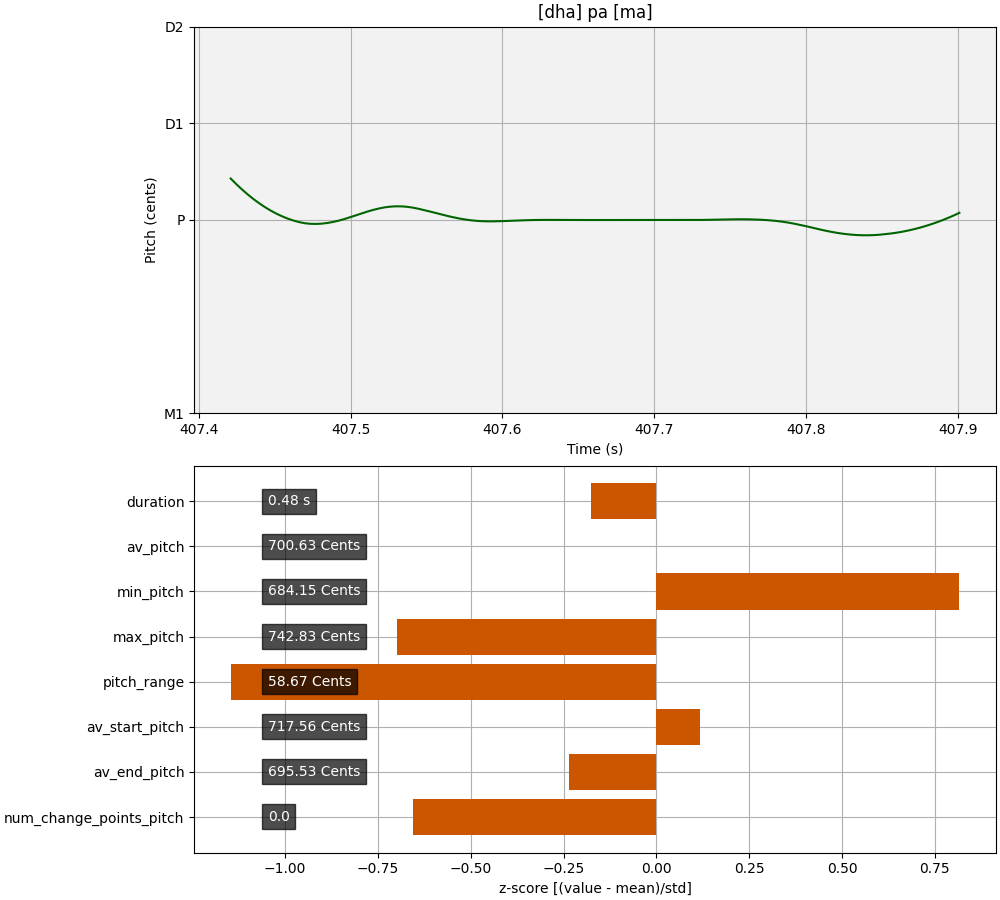 [dha] pa [ma]
D2
D1
P
M1
Pitch (cents)
407.4 407.5 407.6 407.7 407.8 407.9
Time (s)
duration 0.48 s
av_pitch 700.63 Cents
min_pitch 684.15 Cents
max_pitch 742.83 Cents
pitch_range 58.67 Cents
av_start_pitch 717.56 Cents
av_end_pitch 695.53 Cents
num_change_points_pitch 0.0
−1.00 −0.75 −0.50 −0.25 0.00 0.25 0.50 0.75
z-score [(value - mean)/std]